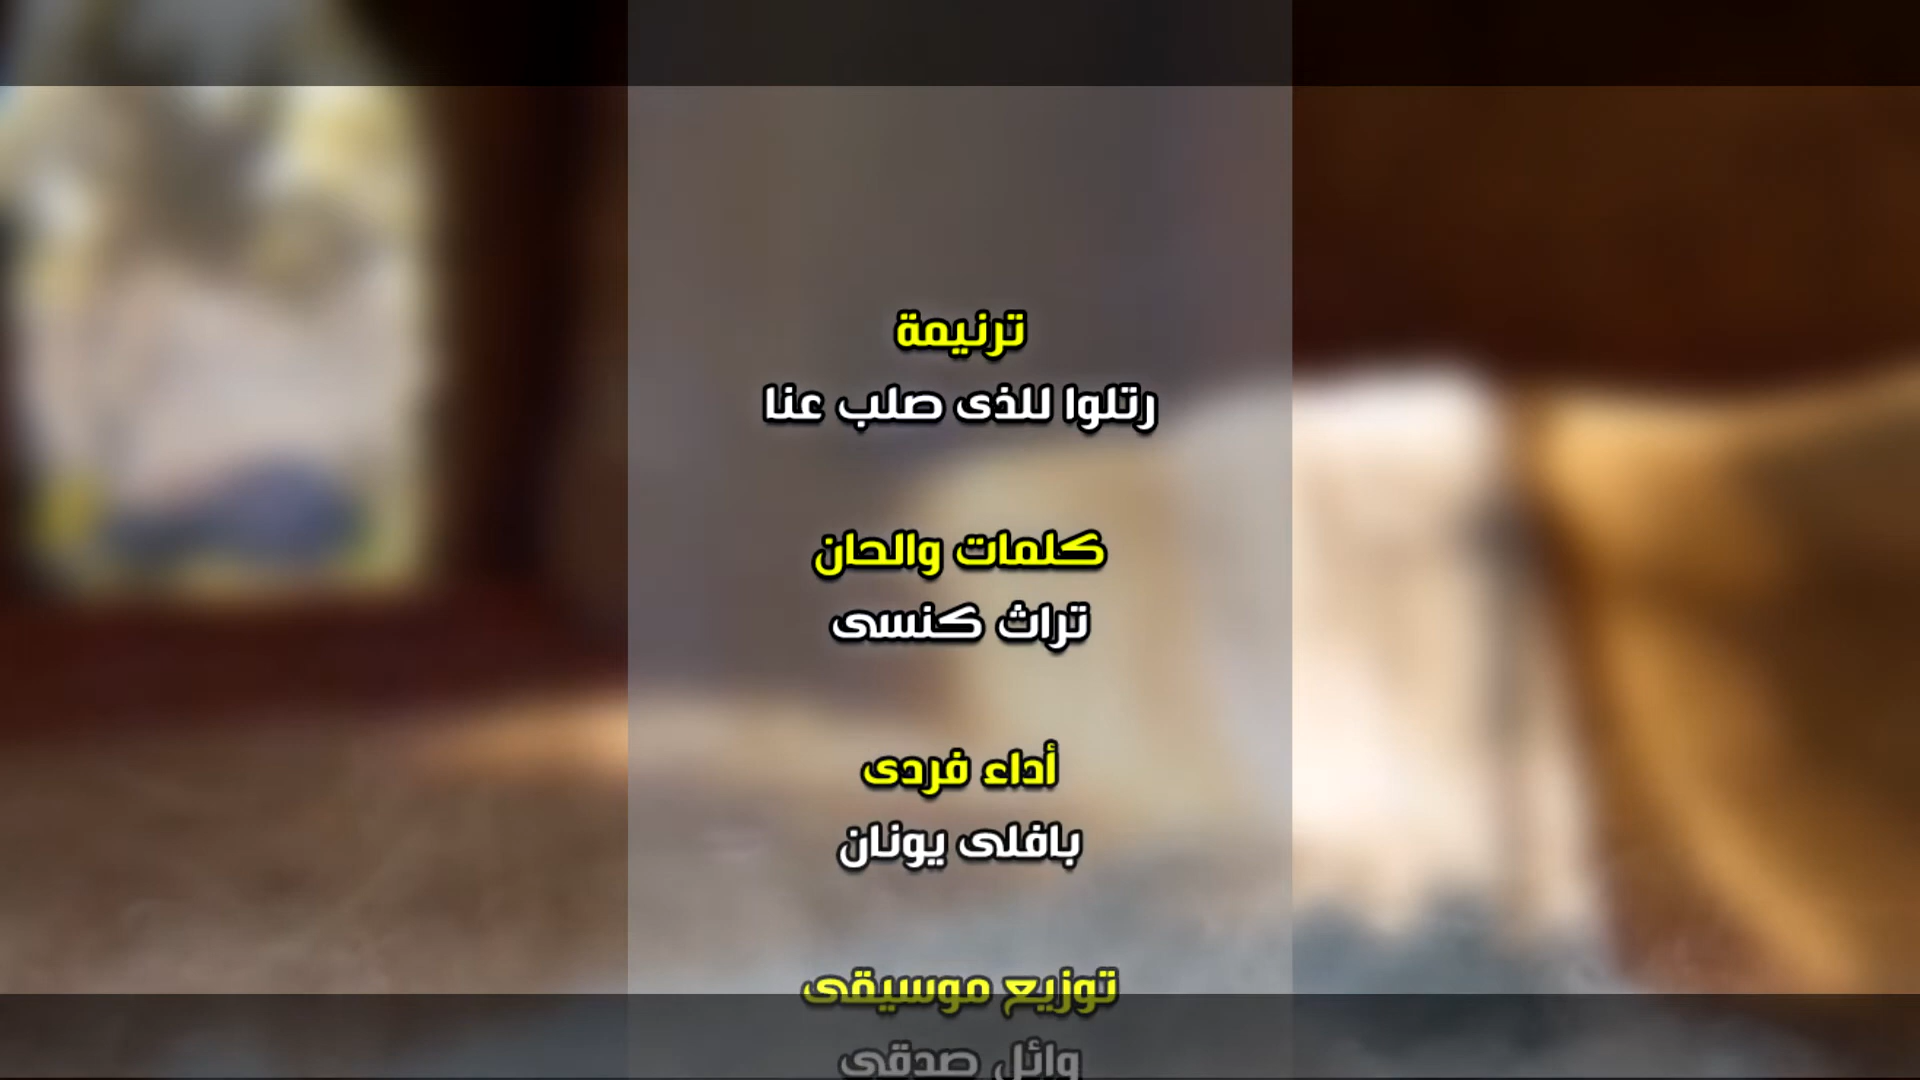 ترنيمة
رتلوا للذى صلب عنا
كلمات والحان
تراث كنسى
أداء فردى
بافلى يونان
توزيع موسيقى
وائل صدقى